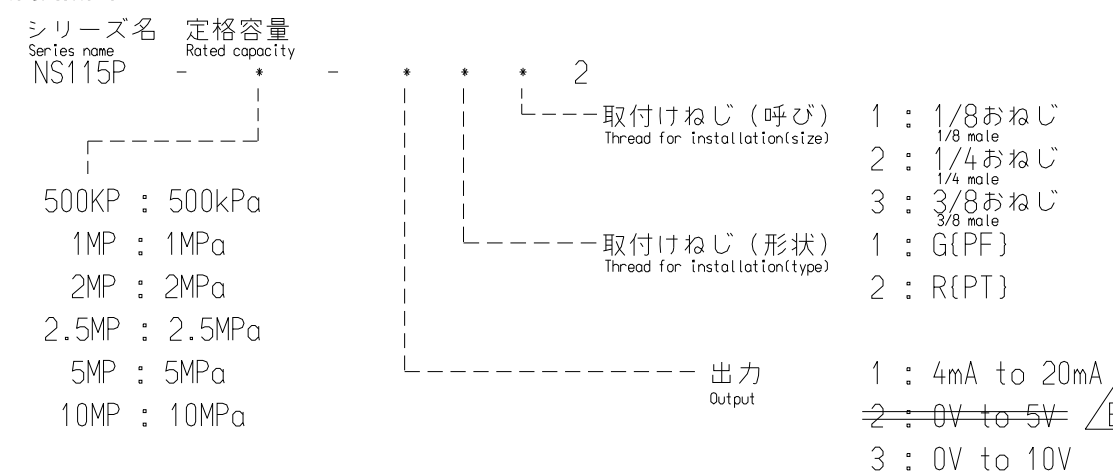 シリーズ名 定格容量
Series name Rated capacity
NS115P - * - * * * 2
取付けねじ（呼び） 1 : 1/8おねじ
Thread for installation(size) 1/8 male
2 : 1/4おねじ
1/4 male
3 : 3/8おねじ
3/8 male
取付けねじ（形状） 1 : G{PF}
Thread for installation(type)
2 : R{PT}
出力 1 : 4mA to 20mA
Output
2 : 0V to 5V
3 : 0V to 10V
500KP : 500kPa
1MP : 1MPa
2MP : 2MPa
2.5MP : 2.5MPa
5MP : 5MPa
10MP : 10MPa